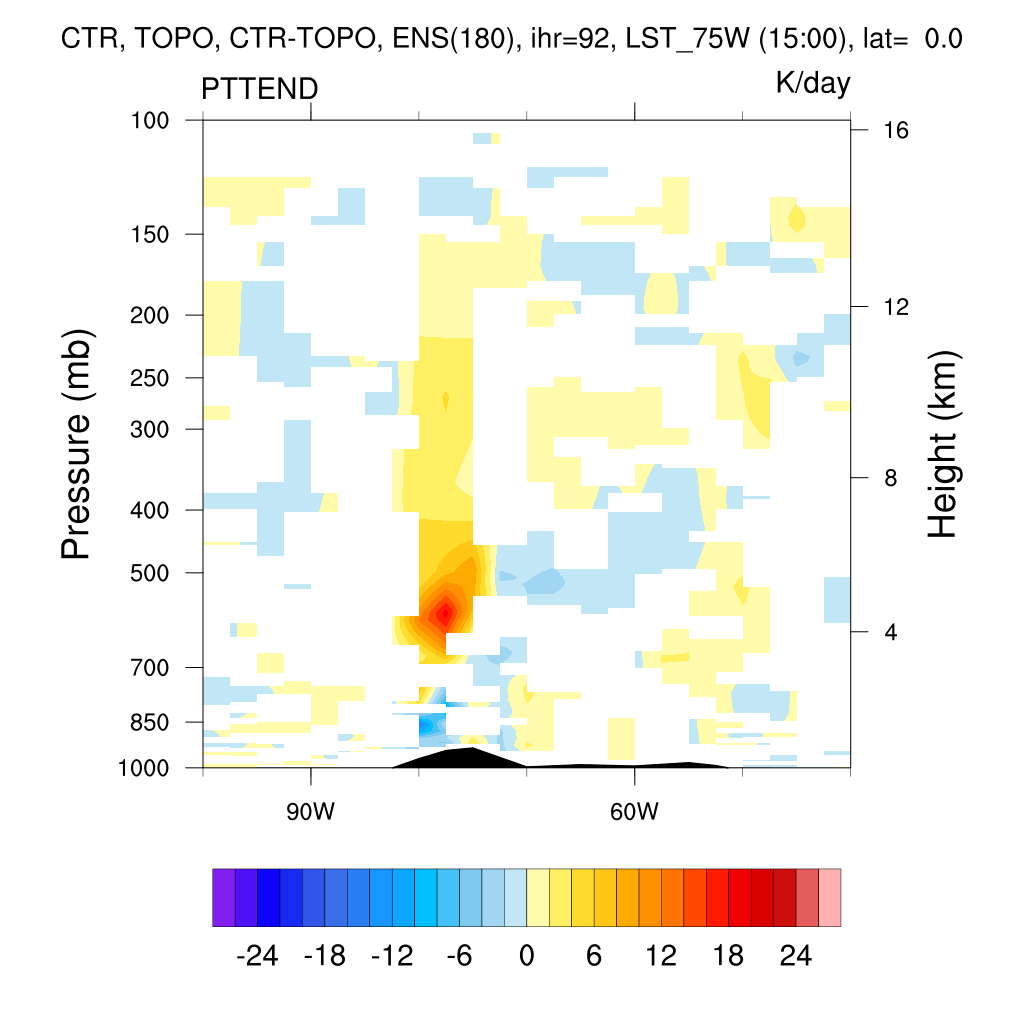 CTR, TOPO, CTR-TOPO, ENS(180), ihr=92, LST_75W (15:00), lat= 0.0
PTTEND K/day
100
150
200
250
300
400
500
700
850
1000
Pressure (mb)
16
12
8
4
Height (km)
90W 60W
-24 -18 -12 -6 0 6 12 18 24